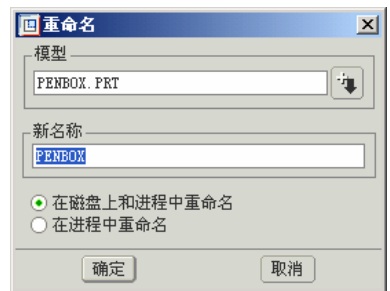 重命名
模型
PENBOX.PRT
新名称
PENBOX
在磁盘上和进程中重命名
在进程中重命名
确定 取消